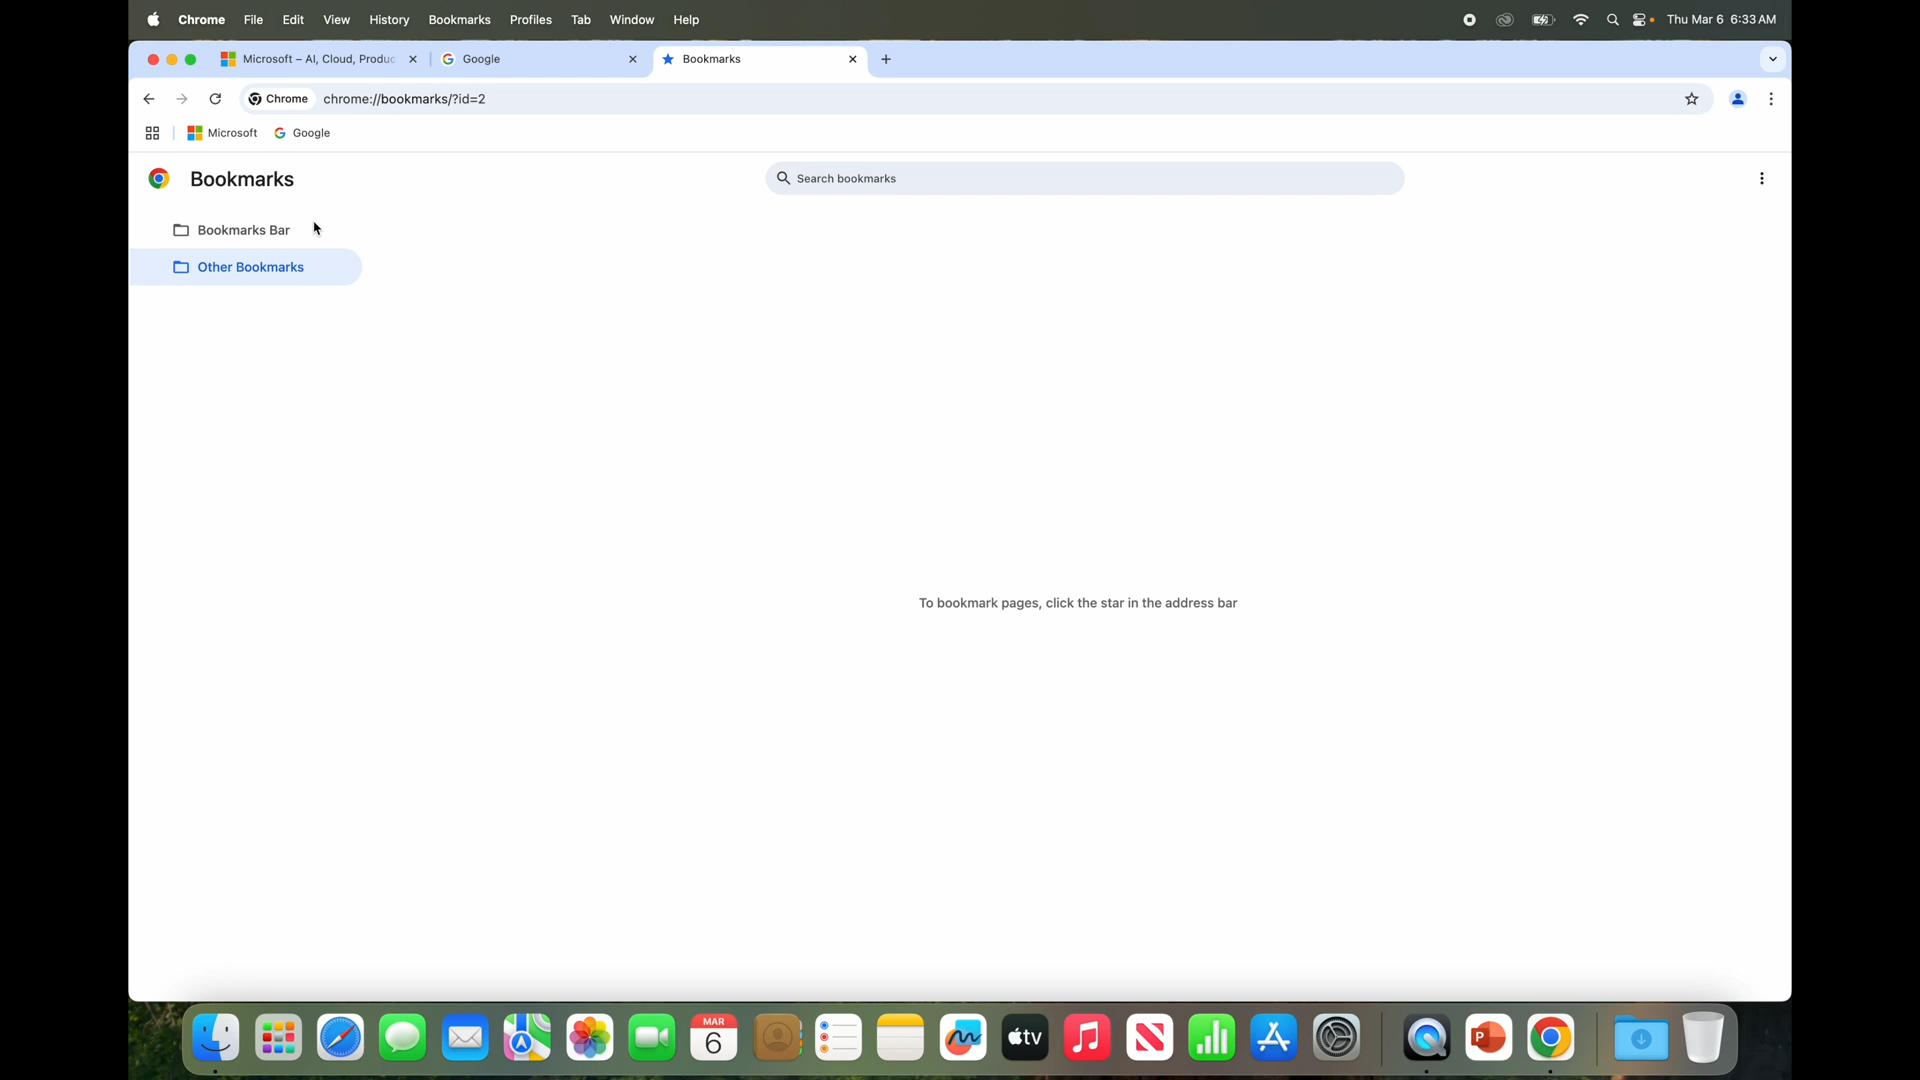 Chrome File Edit View History Bookmarks Profiles Tab Window Help Thu Mar 6 6:33 AM
Microsoft – AI, Cloud, Produc Google Bookmarks
Chrome chrome://bookmarks/?id=2
Microsoft Google
Bookmarks Search bookmarks
Bookmarks Bar
Other Bookmarks
To bookmark pages, click the star in the address bar
MAR
6
tv
P